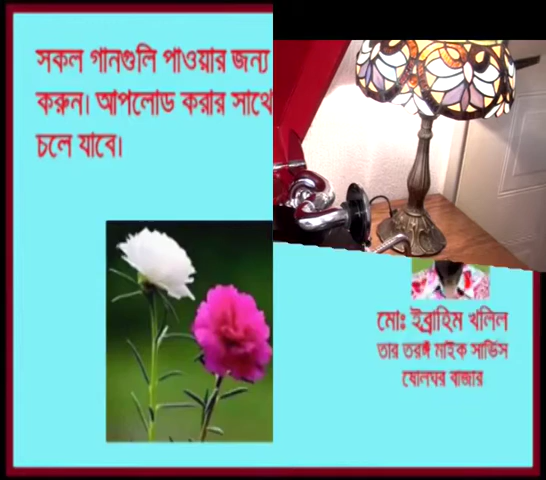 সকল গানগুলি পাওয়ার জন্য
করুন। আপলোড করার সাথে
চলে যাবে।
মোঃ ইব্রাহিম খলিল
তার তরঙ্গ মাইক সার্ভিস
ষোলঘর বাজার